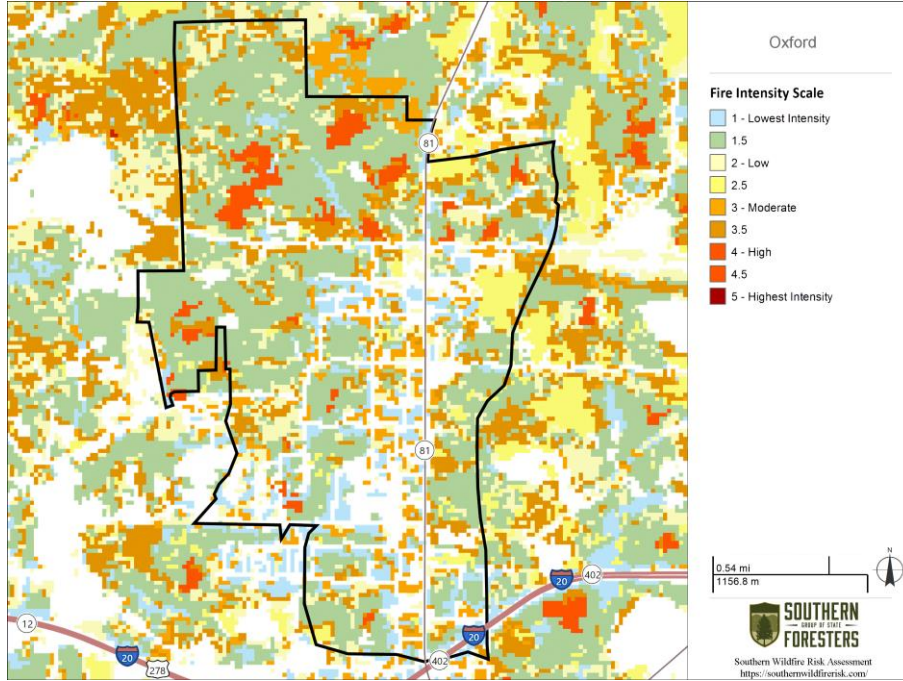 Oxford
Fire Intensity Scale
1 - Lowest Intensity
1.5
2 - Low
2.5
3 - Moderate
3.5
4 - High
4.5
5 - Highest Intensity
81
81
20
402
20
402
12
20
278
0.54 mi
1156.8 m
N
SOUTHERN
GROUP OF STATE
FORESTERS
Southern Wildfire Risk Assessment
https://southernwildfirerisk.com/